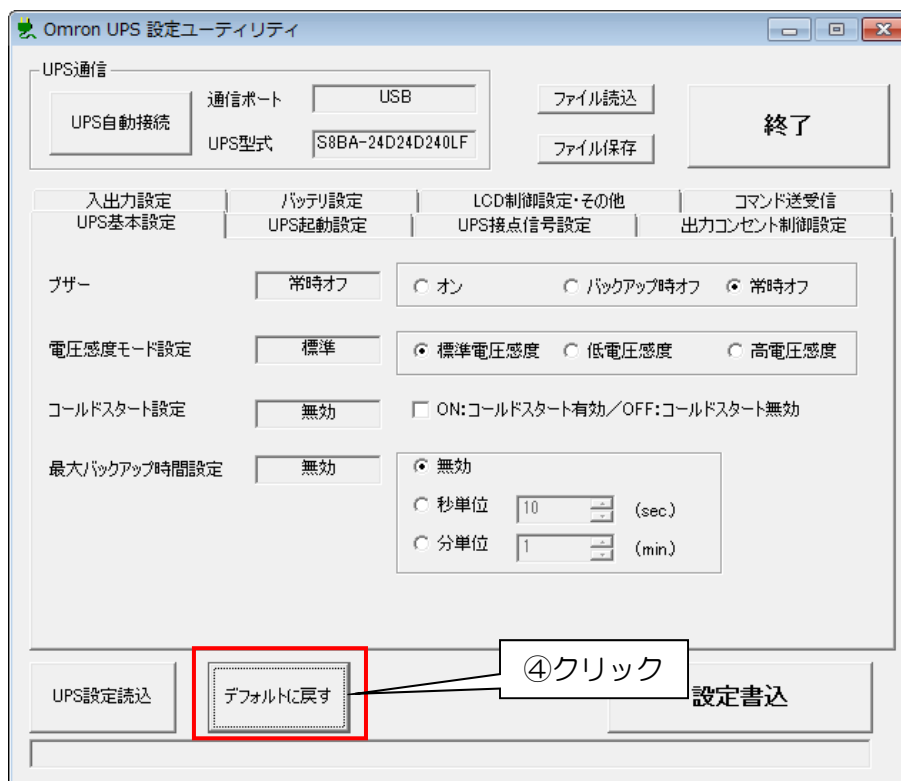 Omron UPS 設定ユーティリティ
UPS通信
UPS自動接続
通信ポート
USB
UPS型式
S8BA-24D24D240LF
ファイル読込
ファイル保存
終了
入出力設定
バッテリ設定
LCD制御設定・その他
コマンド送受信
UPS基本設定
UPS起動設定
UPS接点信号設定
出力コンセント制御設定
ブザー
常時オフ
オン
バックアップ時オフ
常時オフ
電圧感度モード設定
標準
標準電圧感度
低電圧感度
高電圧感度
コールドスタート設定
無効
ON:コールドスタート有効/OFF:コールドスタート無効
最大バックアップ時間設定
無効
無効
秒単位
10
(sec.)
分単位
1
(min.)
④クリック
UPS設定読込
デフォルトに戻す
設定書込